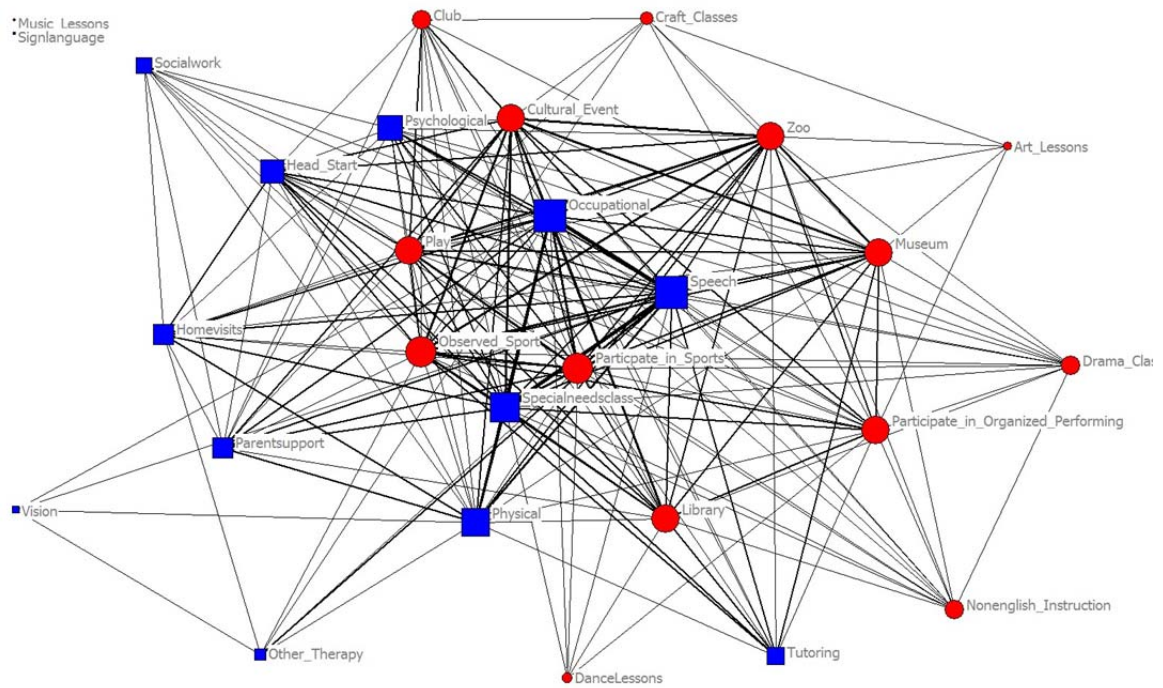 Music_Lessons
Signlanguage
Club
Craft_Classes
Socialwork
Psychological
Cultural_Event
Zoo
Art_Lessons
Head_Start
Occupational
Play
Museum
Speech
Homevisits
Observed_Sport
Particpate_in_Sports
Drama_Clas
Specialneedsclass
Participate_in_Organized_Performing
Parentsupport
Vision
Physical
Library
Nonenglish_Instruction
Other_Therapy
Tutoring
DanceLessons